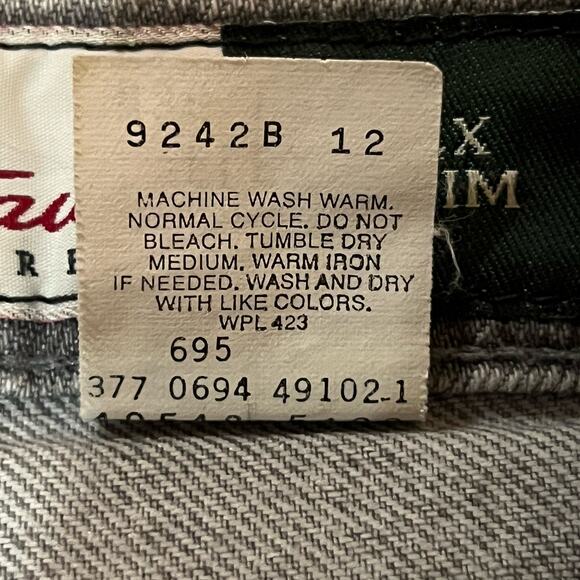 9242B 12
MACHINE WASH WARM.
NORMAL CYCLE. DO NOT
BLEACH. TUMBLE DRY
MEDIUM. WARM IRON
IF NEEDED. WASH AND DRY
WITH LIKE COLORS.
WPL 423
695
377 0694 49102-1